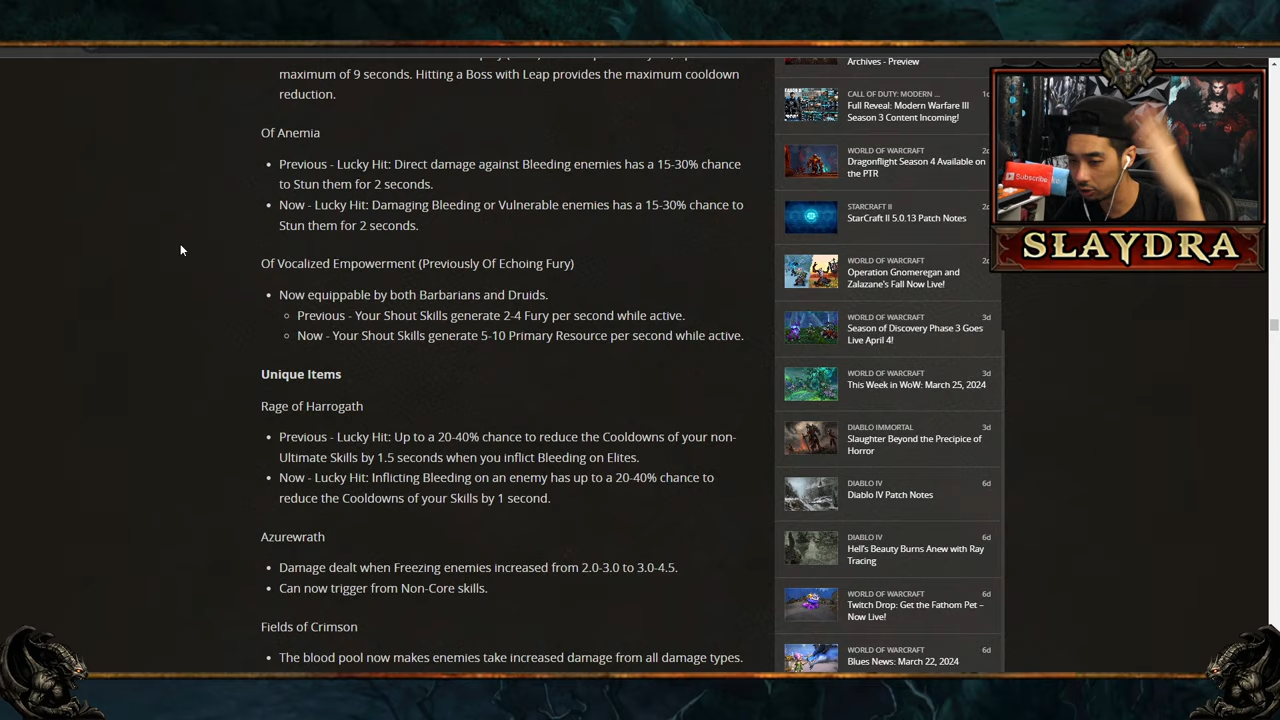 maximum of 9 seconds. Hitting a Boss with Leap provides the maximum cooldown
reduction.
Of Anemia
• Previous - Lucky Hit: Direct damage against Bleeding enemies has a 15-30% chance
to Stun them for 2 seconds.
• Now - Lucky Hit: Damaging Bleeding or Vulnerable enemies has a 15-30% chance to
Stun them for 2 seconds.
Of Vocalized Empowerment (Previously Of Echoing Fury)
• Now equippable by both Barbarians and Druids.
Previous - Your Shout Skills generate 2-4 Fury per second while active.
Now - Your Shout Skills generate 5-10 Primary Resource per second while active.
Unique Items
Rage of Harrogath
• Previous - Lucky Hit: Up to a 20-40% chance to reduce the Cooldowns of your non-
Ultimate Skills by 1.5 seconds when you inflict Bleeding on Elites.
• Now - Lucky Hit: Inflicting Bleeding on an enemy has up to a 20-40% chance to
reduce the Cooldowns of your Skills by 1 second.
Azurewrath
• Damage dealt when Freezing enemies increased from 2.0-3.0 to 3.0-4.5.
• Can now trigger from Non-Core skills.
Fields of Crimson
• The blood pool now makes enemies take increased damage from all damage types.
Archives - Preview
CALL OF DUTY: MODERN ...
Full Reveal: Modern Warfare III
Season 3 Content Incoming!
WORLD OF WARCRAFT
Dragonflight Season 4 Available on
the PTR
STARCRAFT II
StarCraft II 5.0.13 Patch Notes
WORLD OF WARCRAFT
Operation Gnomeregan and
Zalazane's Fall Now Live!
WORLD OF WARCRAFT 3d
Season of Discovery Phase 3 Goes
Live April 4!
WORLD OF WARCRAFT 3d
This Week in WoW: March 25, 2024
DIABLO IMMORTAL 3d
Slaughter Beyond the Precipice of
Horror
DIABLO IV 6d
Diablo IV Patch Notes
DIABLO IV 6d
Hell's Beauty Burns Anew with Ray
Tracing
WORLD OF WARCRAFT 6d
Twitch Drop: Get the Fathom Pet –
Now Live!
WORLD OF WARCRAFT 6d
Blues News: March 22, 2024
Subscribe
SLAYDRA